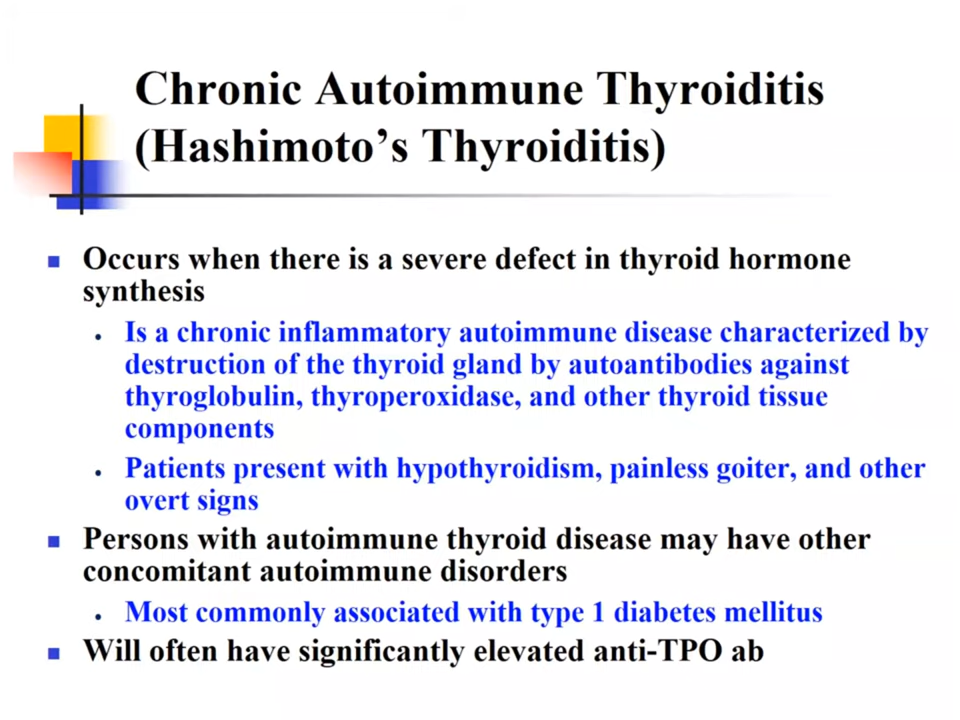 Chronic Autoimmune Thyroiditis
(Hashimoto's Thyroiditis)
Occurs when there is a severe defect in thyroid hormone
synthesis
Is a chronic inflammatory autoimmune disease characterized by
destruction of the thyroid gland by autoantibodies against
thyroglobulin, thyroperoxidase, and other thyroid tissue
components
Patients present with hypothyroidism, painless goiter, and other
overt signs
Persons with autoimmune thyroid disease may have other
concomitant autoimmune disorders
Most commonly associated with type 1 diabetes mellitus
Will often have significantly elevated anti-TPO ab